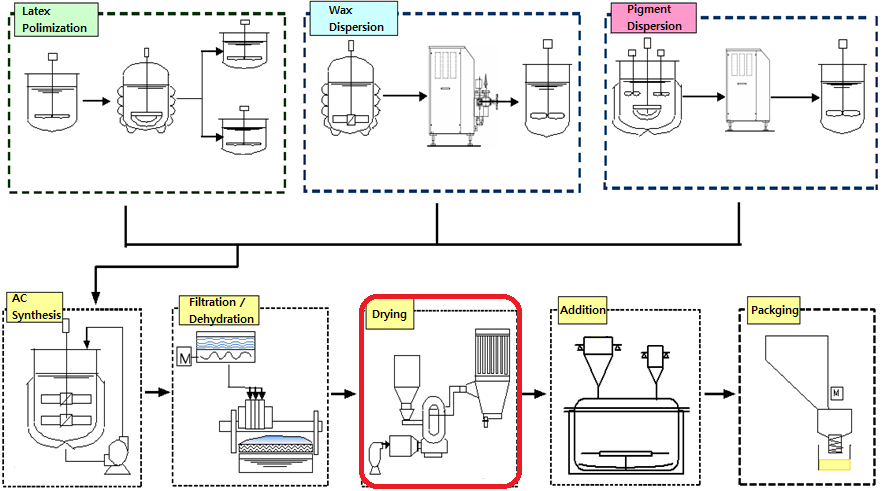 Latex
Polimization
Wax
Dispersion
Pigment
Dispersion
AC
Synthesis
Filtration /
Dehydration
M
Drying
Addition
Packging
M